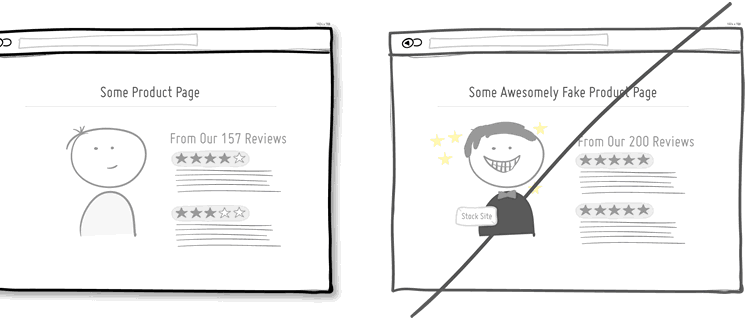 Some Product Page
From Our 157 Reviews
Some Awesomely Fake Product Page
From Our 200 Reviews
Stock Site